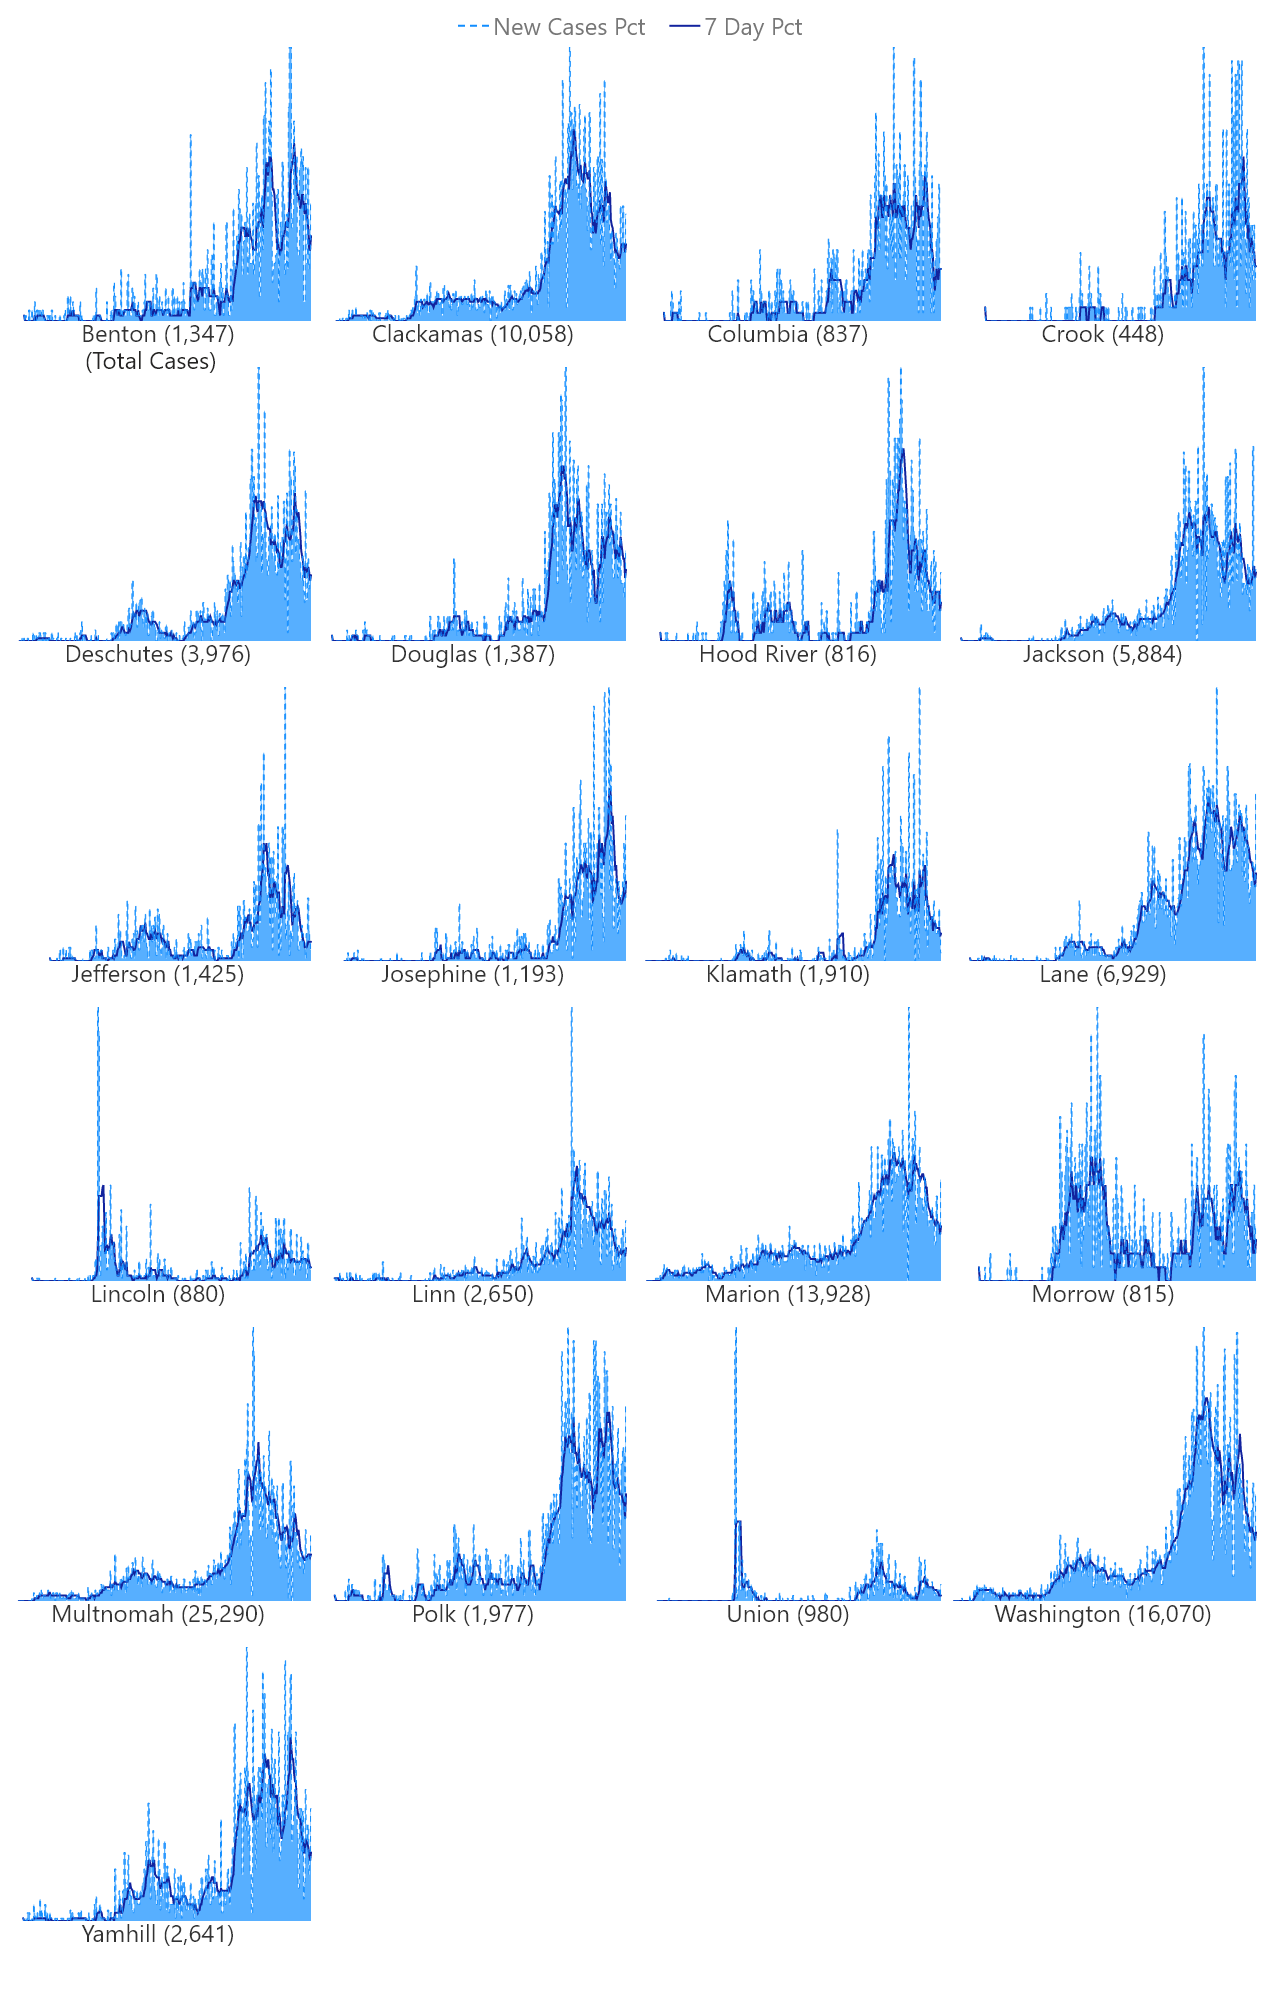 New Cases Pct 7 Day Pct
Benton (1,347)
(Total Cases)
Clackamas (10,058)
Columbia (837)
Crook (448)
Deschutes (3,976)
Douglas (1,387)
Hood River (816)
Jackson (5,884)
Jefferson (1,425)
Josephine (1,193)
Klamath (1,910)
Lane (6,929)
Lincoln (880)
Linn (2,650)
Marion (13,928)
Morrow (815)
Multnomah (25,290)
Polk (1,977)
Union (980)
Washington (16,070)
Yamhill (2,641)